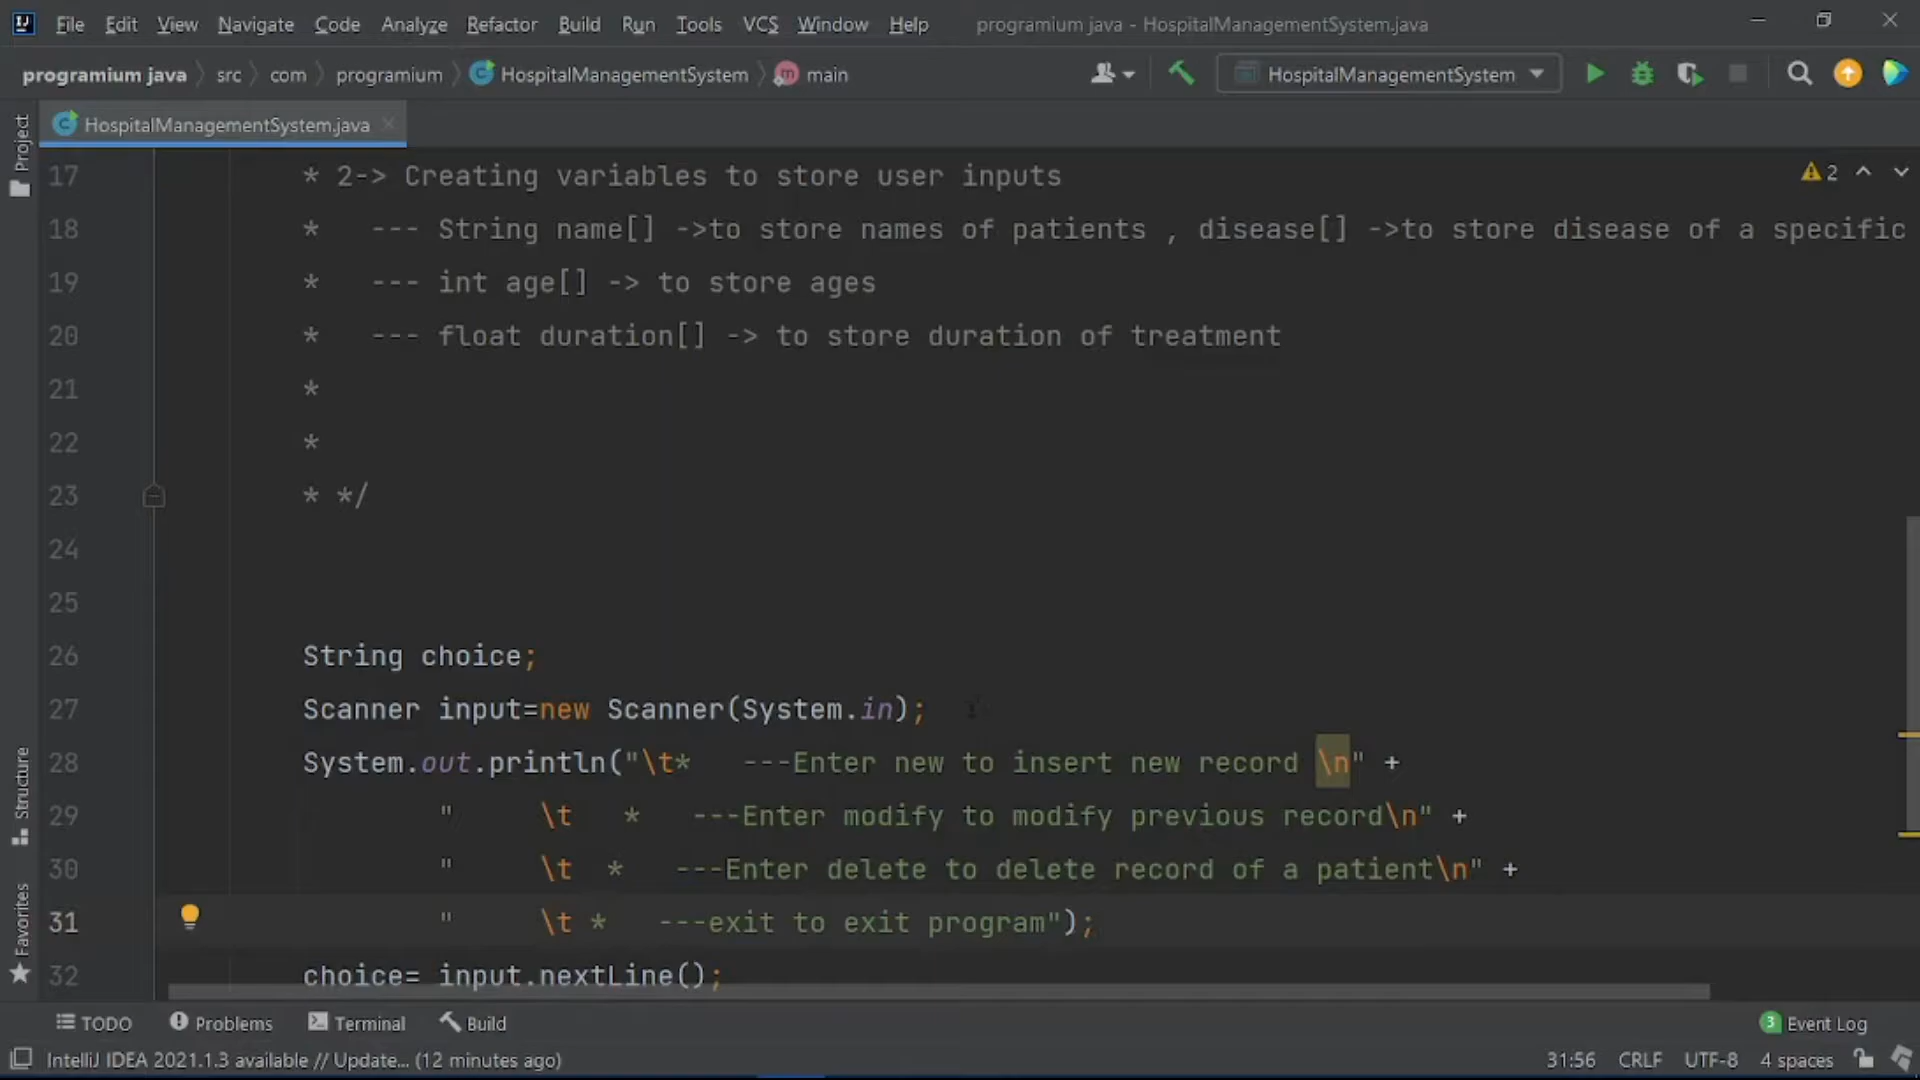 File Edit View Navigate Code Analyze Refactor Build Run Tools VCS Window Help programium java - HospitalManagementSystem.java
programium java src com programium HospitalManagementSystem main HospitalManagementSystem
HospitalManagementSystem.java
Project
17 * 2-> Creating variables to store user inputs
2
18 * --- String name[] ->to store names of patients , disease[] ->to store disease of a specific
19 * --- int age[] -> to store ages
20 * --- float duration[] -> to store duration of treatment
21 *
22 *
23 * */
24
25
26 String choice;
27 Scanner input=new Scanner(System.in);
28 System.out.println("\t* ---Enter new to insert new record \n" +
29 " \t * ---Enter modify to modify previous record\n" +
30 " \t * ---Enter delete to delete record of a patient\n" +
31 " \t * ---exit to exit program");
32 choice= input.nextLine();
Structure
Favorites
TODO Problems Terminal Build 3 Event Log
IntelliJ IDEA 2021.1.3 available // Update... (12 minutes ago) 31:56 CRLF UTF-8 4 spaces